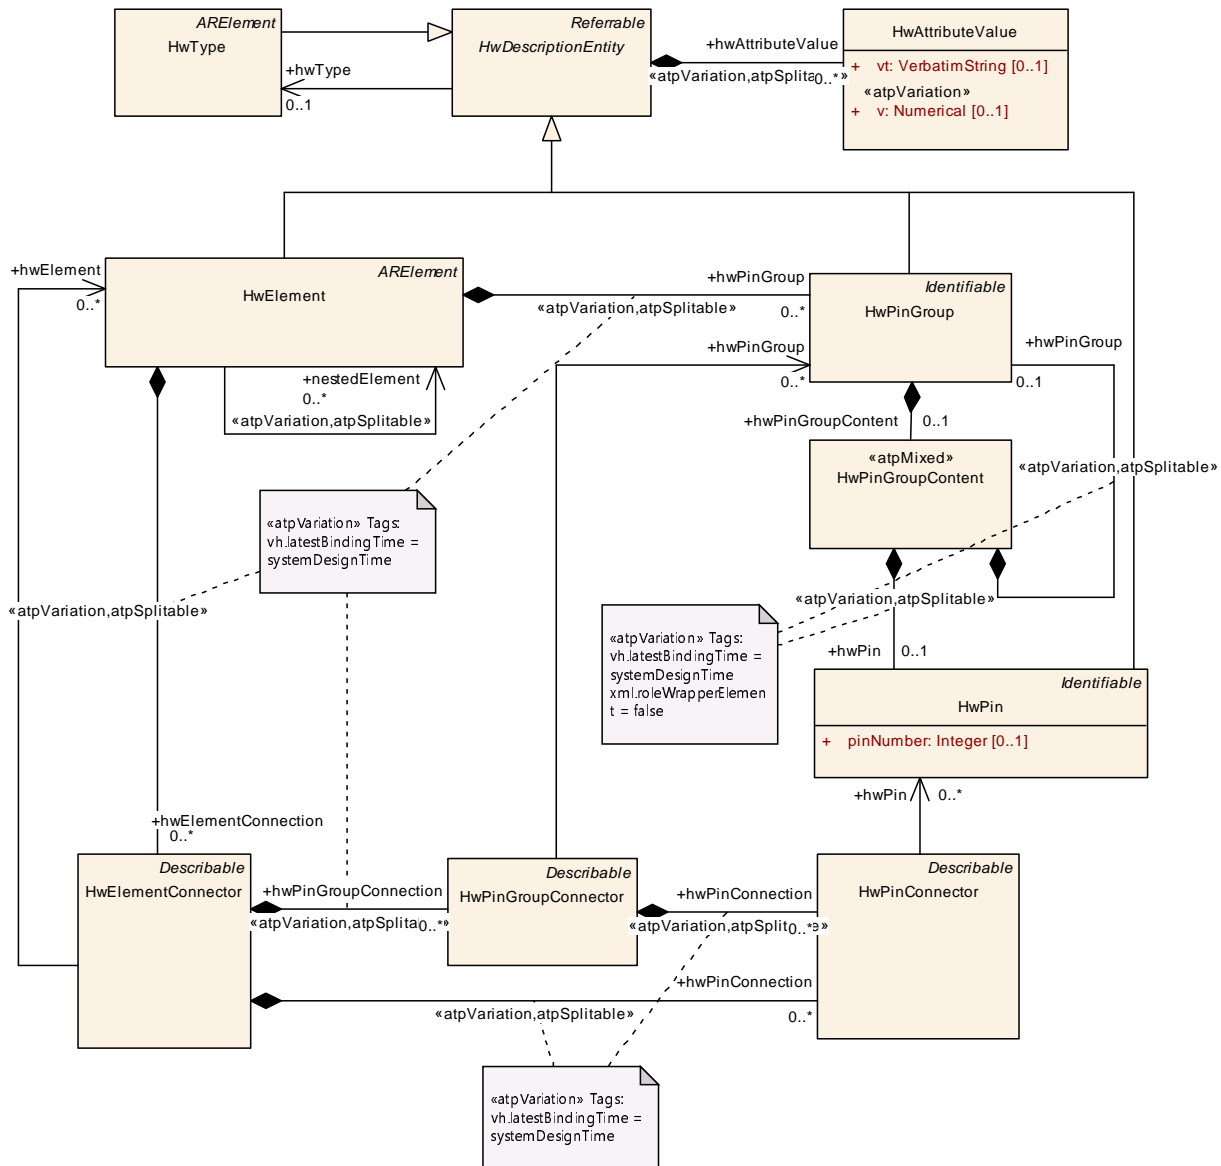 ARElement
HwType
Referrable
HwDescriptionEntity
HwAttributeValue
+ vt: VerbatimString [0..1]
«atpVariation»
+ v: Numerical [0..1]
+hwAttributeValue
«atpVariation,atpSplita
0..*
»
+hwType
0..1
+hwElement
0..*
ARElement
HwElement
+hwPinGroup
«atpVariation,atpSplitable»
0..*
Identifiable
HwPinGroup
+hwPinGroup
0..*
+hwPinGroup
0..1
+nestedElement
0..*
«atpVariation,atpSplitable»
+hwPinGroupContent
0..1
«atpMixed»
HwPinGroupContent
«atpVariation,atpSplitable»
«atpVariation» Tags:
vh.latestBindingTime =
systemDesignTime
«atpVariation,atpSplitable»
«atpVariation,atpSplitable»
«atpVariation» Tags:
vh.latestBindingTime =
systemDesignTime
xml.roleWrapperElemen
t = false
+hwPin
0..1
Identifiable
HwPin
+ pinNumber: Integer [0..1]
+hwPin
0..*
+hwElementConnection
0..*
Describable
HwElementConnector
+hwPinGroupConnection
«atpVariation,atpSplita
0..*
»
Describable
HwPinGroupConnector
+hwPinConnection
«atpVariation,atpSplit
0..*
e»
Describable
HwPinConnector
+hwPinConnection
«atpVariation,atpSplitable»
0..*
«atpVariation» Tags:
vh.latestBindingTime =
systemDesignTime